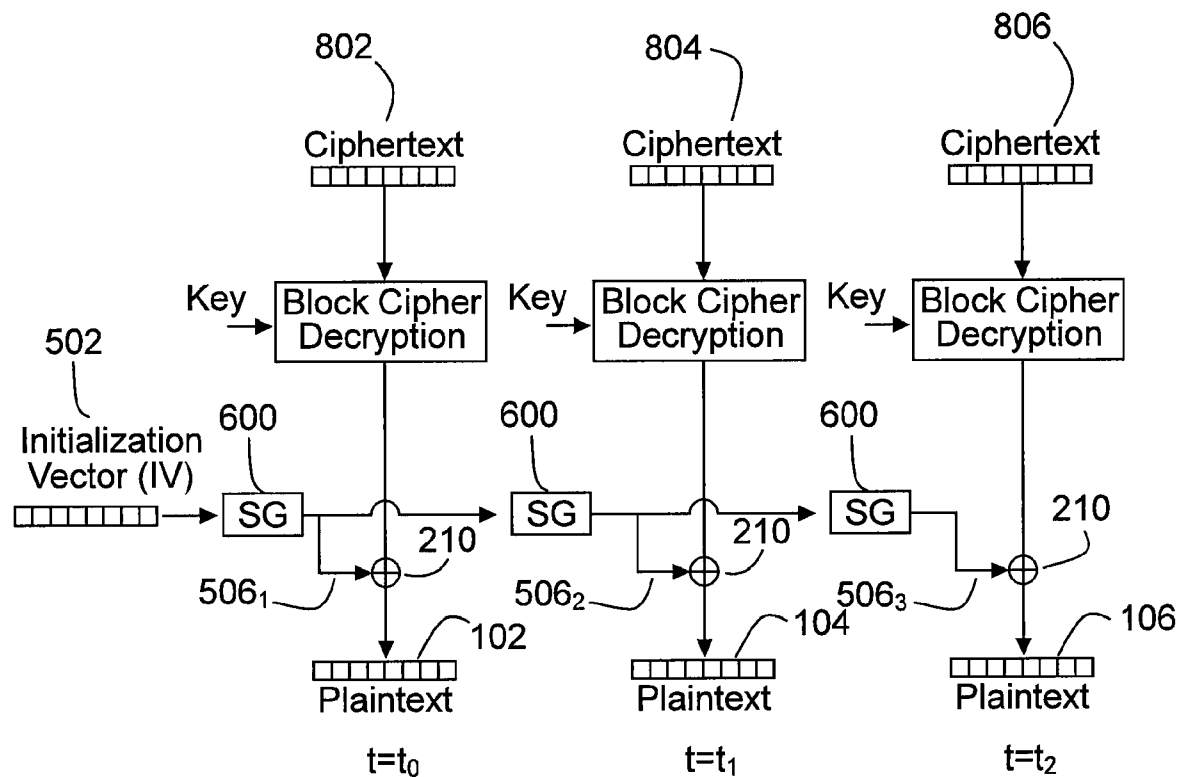 802
804
806
Ciphertext
Ciphertext
Ciphertext
Key
Block Cipher
Decryption
Key
Block Cipher
Decryption
Key
Block Cipher
Decryption
502
Initialization
Vector (IV)
600
SG
600
SG
600
SG
210
210
210
506₁
506₂
506₃
102
104
106
Plaintext
Plaintext
Plaintext
t=t₀
t=t₁
t=t₂